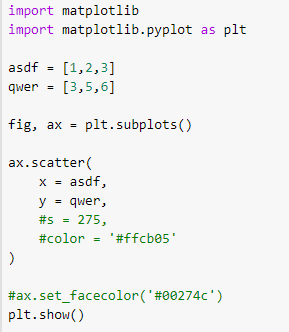 import matplotlib
import matplotlib.pyplot as plt
asdf = [1,2,3]
qwer = [3,5,6]
fig, ax = plt.subplots()
ax.scatter(
x = asdf,
y = qwer,
#s = 275,
#color = '#ffcb05'
)
#ax.set_facecolor('#00274c')
plt.show()